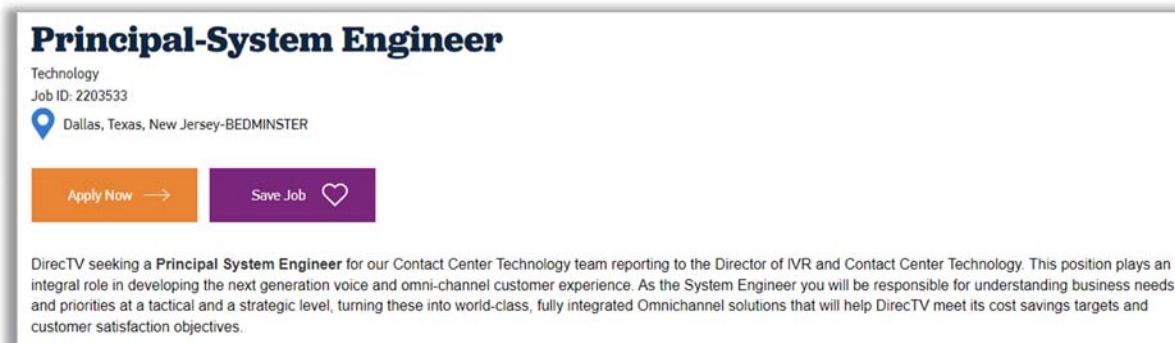 Principal-System Engineer
Technology
Job ID: 2203533
Dallas, Texas, New Jersey-BEDMINSTER
Apply Now
Save Job
DirecTV seeking a Principal System Engineer for our Contact Center Technology team reporting to the Director of IVR and Contact Center Technology. This position plays an
integral role in developing the next generation voice and omni-channel customer experience. As the System Engineer you will be responsible for understanding business needs
and priorities at a tactical and a strategic level, turning these into world-class, fully integrated Omnichannel solutions that will help DirecTV meet its cost savings targets and
customer satisfaction objectives.